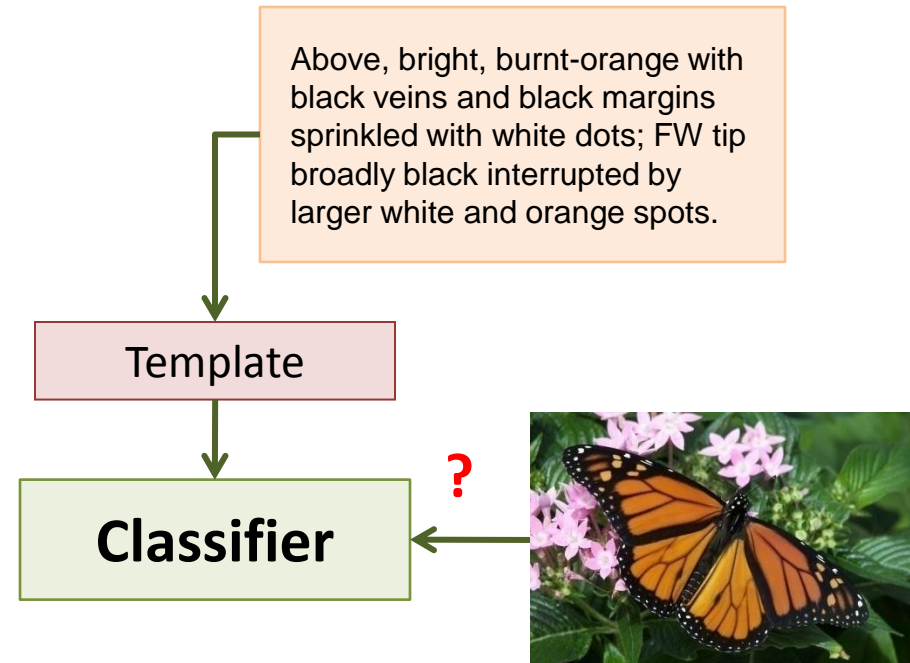 Above, bright, burnt-orange with
black veins and black margins
sprinkled with white dots; FW tip
broadly black interrupted by
larger white and orange spots.
Template
?
Classifier